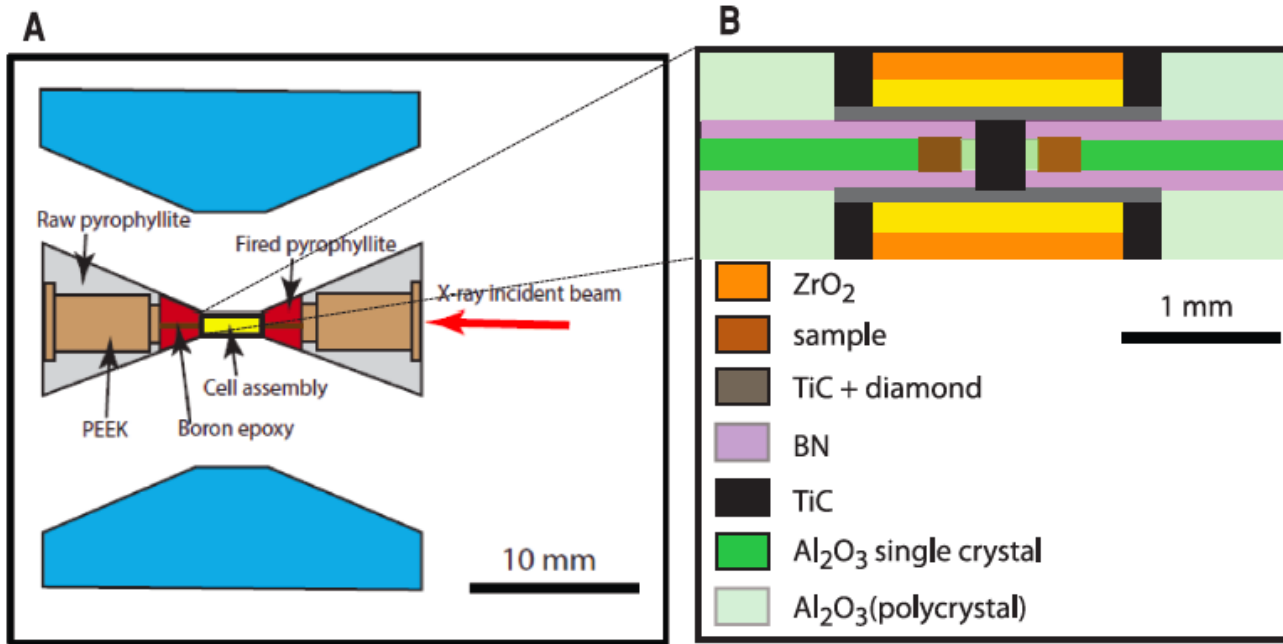 A
B
Raw pyrophyllite
Fired pyrophyllite
X-ray incident beam
Cell assembly
PEEK
Boron epoxy
10 mm
ZrO₂
sample
TiC + diamond
BN
TiC
Al₂O₃ single crystal
Al₂O₃(polycrystal)
1 mm